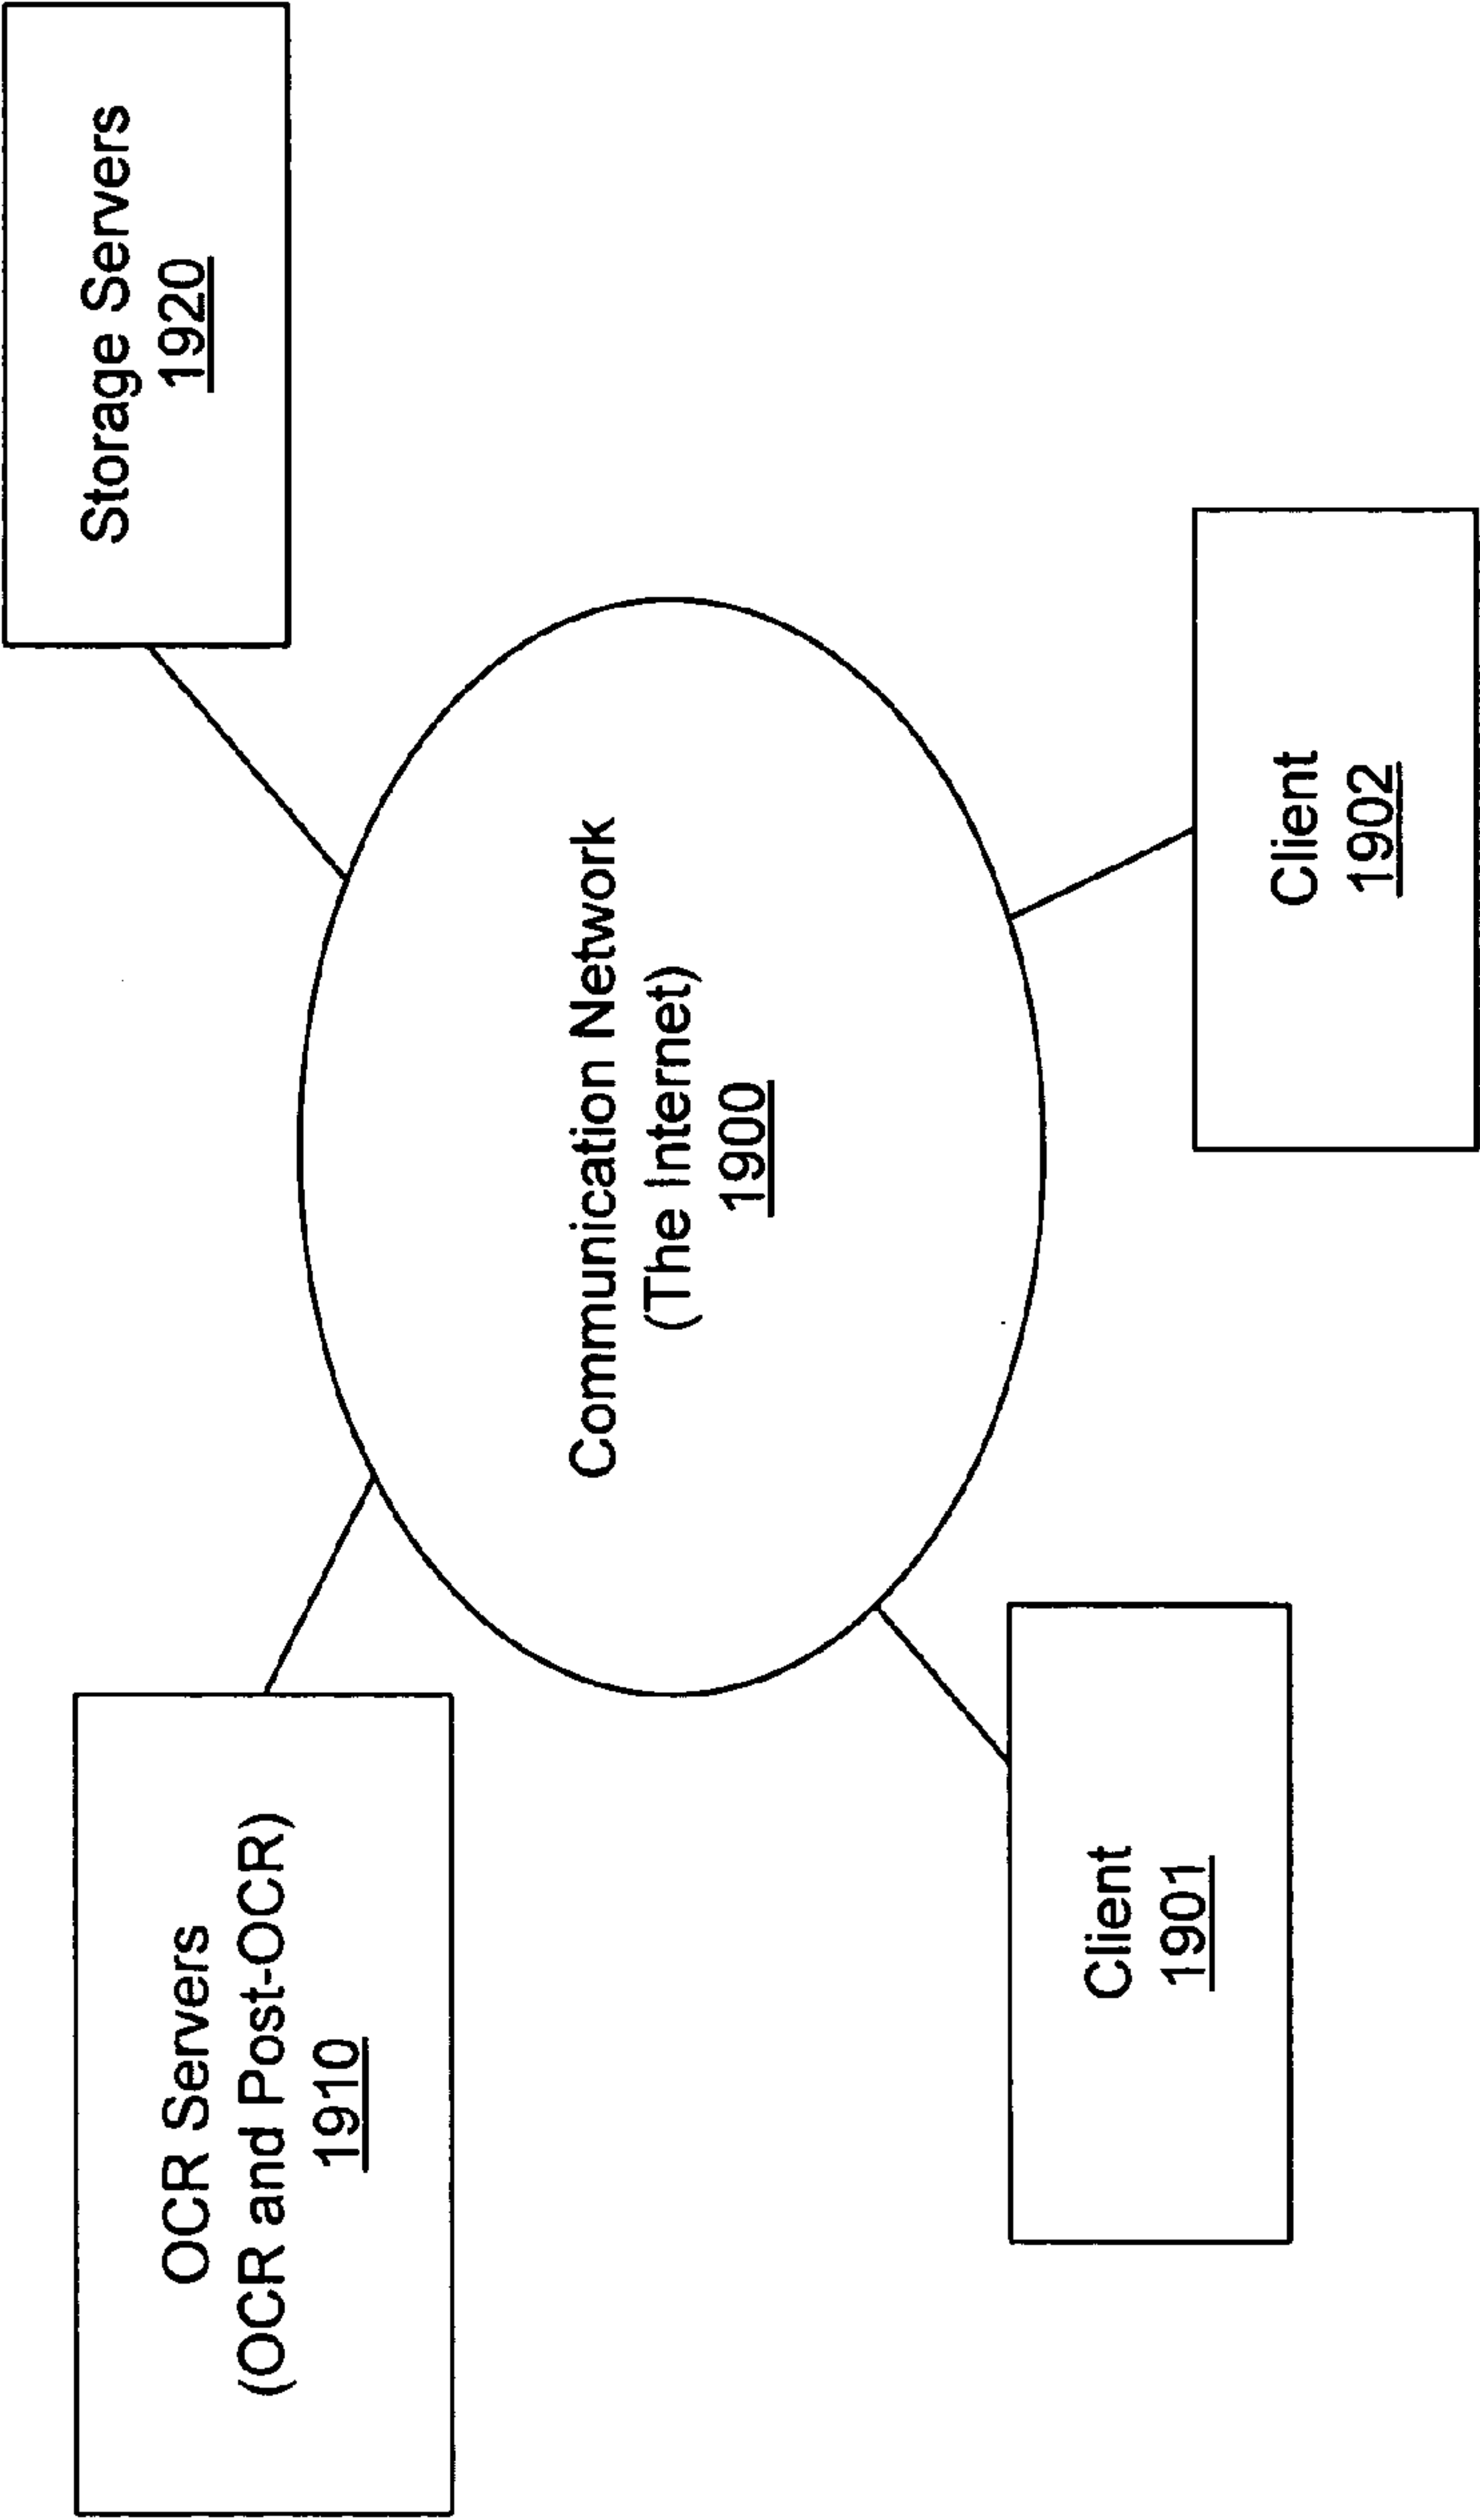 OCR Servers
(OCR and Post-OCR)
1910
Storage Servers
1920
Communication Network
(The Internet)
1900
Client
1901
Client
1902